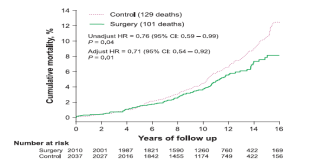 Cumulative mortality, %
14
12
10
8
6
4
2
0
Control (129 deaths)
Surgery (101 deaths)
Unadjust HR = 0.76 (95% CI: 0.59 – 0.99)
P = 0.04
Adjust HR = 0.71 (95% CI: 0.54 – 0.92)
P = 0.01
0 2 4 6 8 10 12 14 16
Years of follow up
Number at risk
Surgery 2010 2001 1987 1821 1590 1260 760 422 169
Control 2037 2027 2016 1842 1455 1174 749 422 156